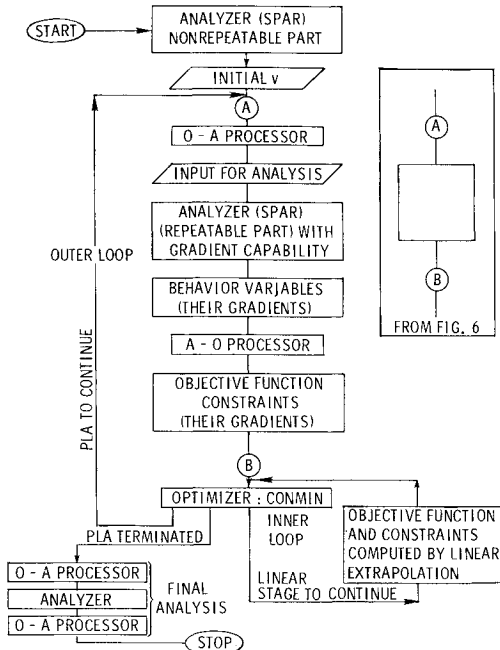 START
ANALYZER (SPAR)
NONREPEATABLE PART
INITIAL v
A
O - A PROCESSOR
INPUT FOR ANALYSIS
ANALYZER (SPAR)
(REPEATABLE PART) WITH
GRADIENT CAPABILITY
OUTER LOOP
BEHAVIOR VARIABLES
(THEIR GRADIENTS)
A - O PROCESSOR
PLA TO CONTINUE
OBJECTIVE FUNCTION
CONSTRAINTS
(THEIR GRADIENTS)
B
OPTIMIZER : CONMIN
PLA TERMINATED
INNER
LOOP
LINEAR
STAGE TO CONTINUE
OBJECTIVE FUNCTION
AND CONSTRAINTS
COMPUTED BY LINEAR
EXTRAPOLATION
O - A PROCESSOR
ANALYZER
O - A PROCESSOR
FINAL
ANALYSIS
STOP
A
B
FROM FIG. 6